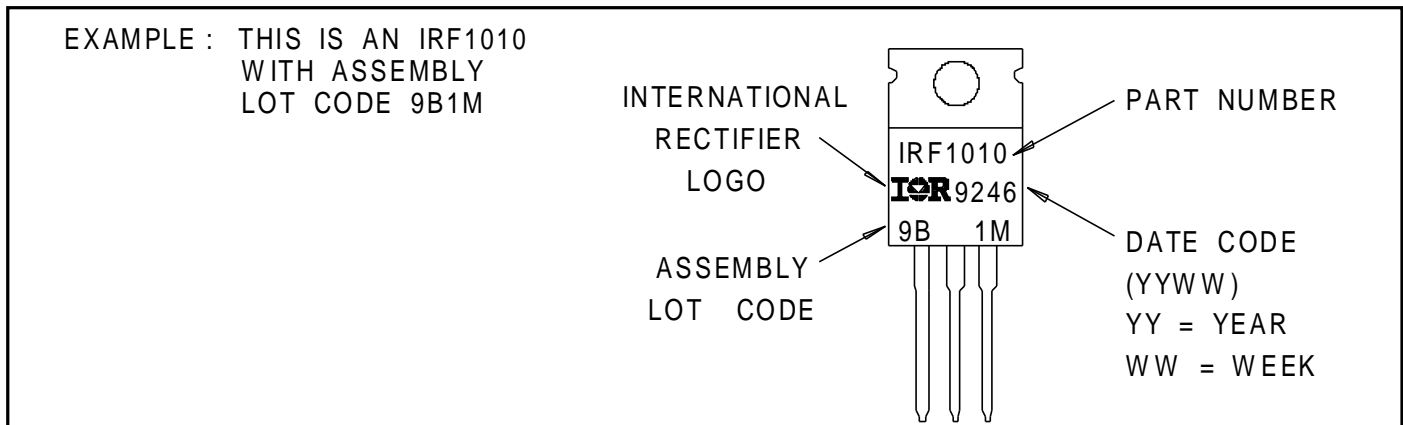 EXAMPLE : THIS IS AN IRF1010
WITH ASSEMBLY
LOT CODE 9B1M
INTERNATIONAL
RECTIFIER
LOGO
ASSEMBLY
LOT CODE
IRF1010
IOR 9246
9B 1M
PART NUMBER
DATE CODE
(YYWW)
YY = YEAR
WW = WEEK